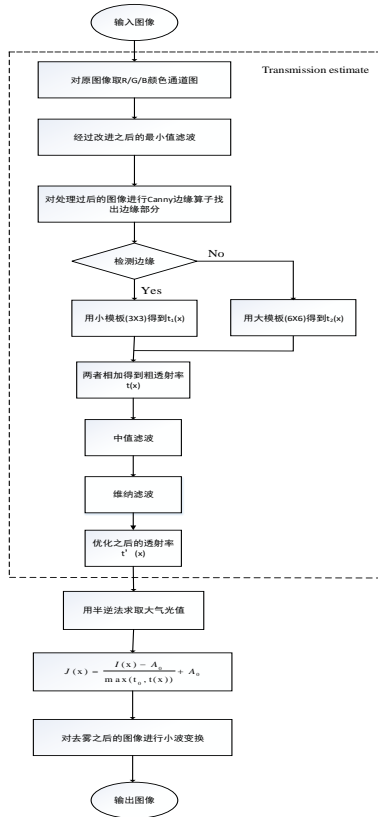 输入图像
Transmission estimate
对原图像取R/G/B颜色通道图
经过改进之后的最小值滤波
对处理过后的图像进行Canny边缘算子找
出边缘部分
检测边缘
No
Yes
用小模板(3X3)得到t₁(x)
用大模板(6X6)得到t₂(x)
两者相加得到粗透射率
t(x)
中值滤波
维纳滤波
优化之后的透射率
t'(x)
用半逆法求取大气光值
J(x) = (I(x) − A₀) / max(t₀, t(x)) + A₀
对去雾之后的图像进行小波变换
输出图像